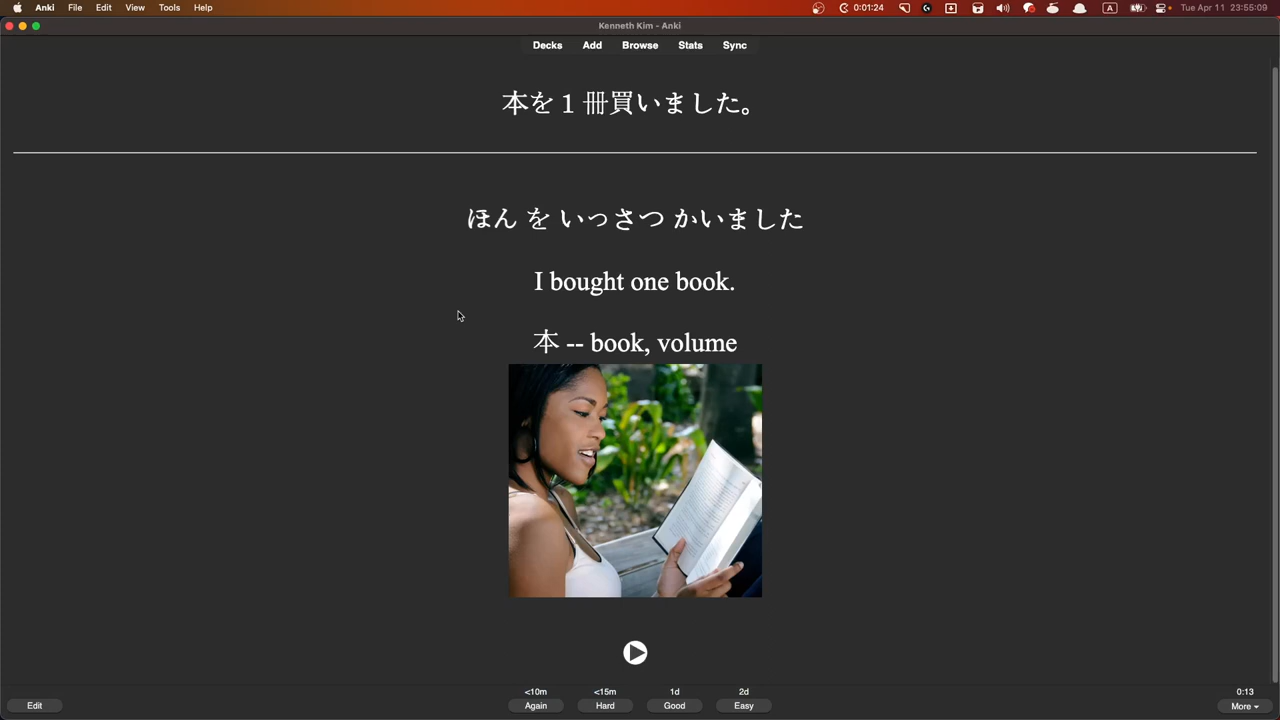 Anki File Edit View Tools Help 0:01:24 A Tue Apr 11 23:55:09
Kenneth Kim - Anki
Decks Add Browse Stats Sync
本を1冊買いました。
ほん を いっさつ かいました
I bought one book.
本 -- book, volume
<10m <15m 1d 2d 0:13
Edit Again Hard Good Easy More